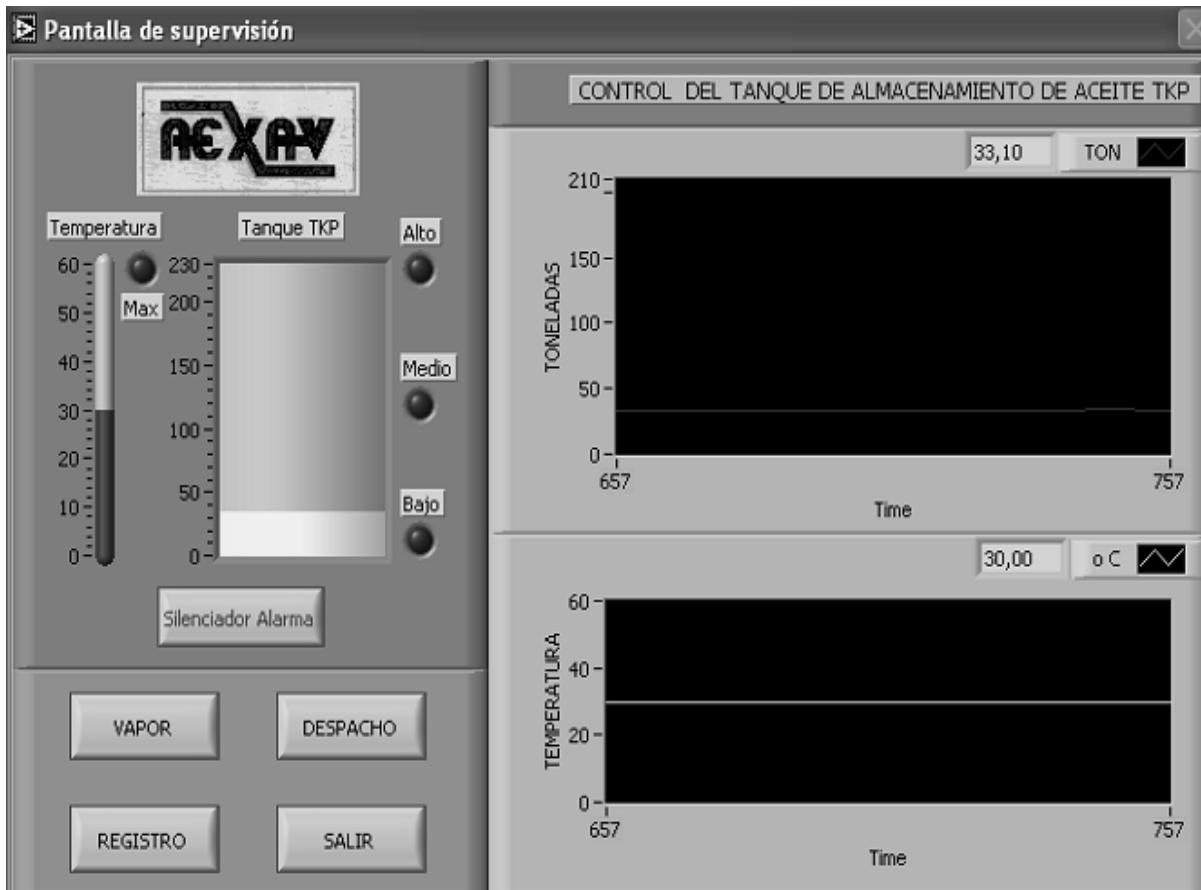 Pantalla de supervisión
AEXAV
CONTROL DEL TANQUE DE ALMACENAMIENTO DE ACEITE TKP
Temperatura
Tanque TKP
Alto
Max
Medio
Bajo
60
50
40
30
20
10
0
230
200
150
100
50
0
Silenciador Alarma
VAPOR
DESPACHO
REGISTRO
SALIR
33,10 TON
TONELADAS
210
150
100
50
0
657 757
Time
30,00 o C
TEMPERATURA
60
40
20
0
657 757
Time